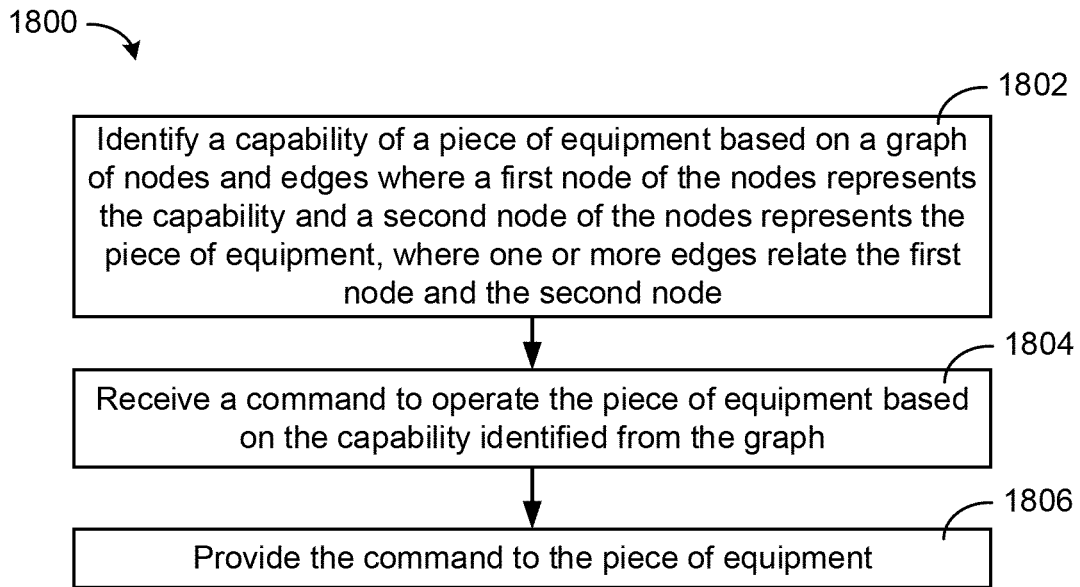 1800
1802
Identify a capability of a piece of equipment based on a graph
of nodes and edges where a first node of the nodes represents
the capability and a second node of the nodes represents the
piece of equipment, where one or more edges relate the first
node and the second node
1804
Receive a command to operate the piece of equipment based
on the capability identified from the graph
1806
Provide the command to the piece of equipment